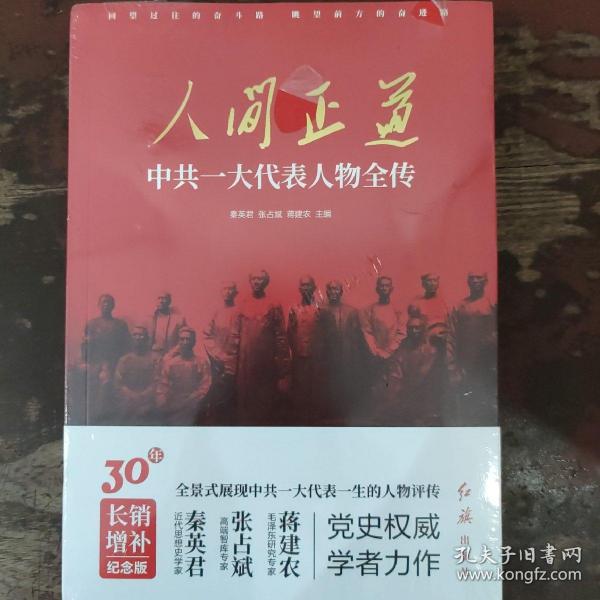 回望过往的奋斗路 眺望前方的奋进路
人间正道
中共一大代表人物全传
秦英君 张占斌 蒋建农 主编
30年
长销
增补
纪念版
全景式展现中共一大代表一生的人物评传
蒋建农
毛泽东研究专家
张占斌
高端智库专家
秦英君
近代思想史学家
党史权威
学者力作
红旗出
孔夫子旧书网
www.kongfz.com